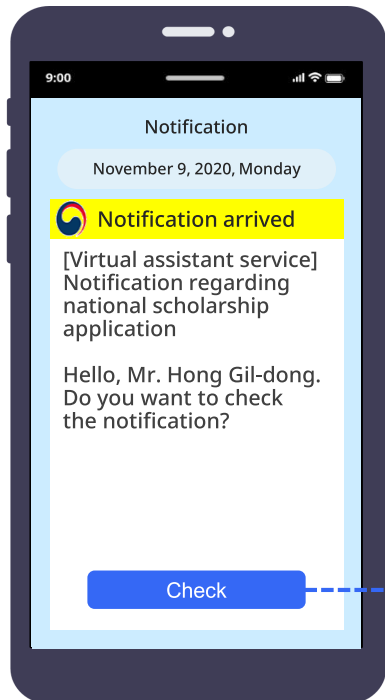 9:00
Notification
November 9, 2020, Monday
Notification arrived
[Virtual assistant service]
Notification regarding
national scholarship
application
Hello, Mr. Hong Gil-dong.
Do you want to check
the notification?
Check